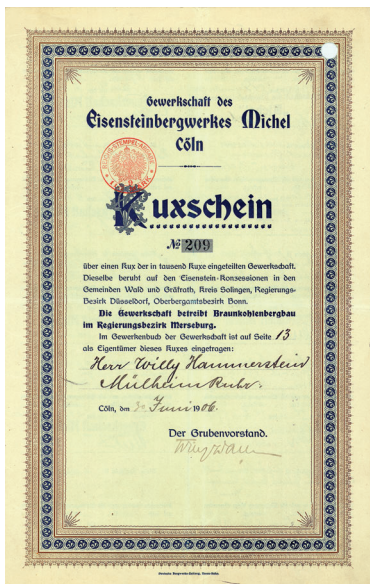 Gewerkschaft des
Eisensteinbergwerkes Michel
Cöln
REICHS-STEMPELABGABE
Kuxschein
№ 209
über einen Kux der in tausend Kuxe eingeteilten Gewerkschaft.
Dieselbe beruht auf den Eisenstein-Konzessionen in den
Gemeinden Wald und Gräfrath, Kreis Solingen, Regierungs-
Bezirk Düsseldorf, Oberbergamtsbezirk Bonn.
Die Gewerkschaft betreibt Braunkohlenbergbau
im Regierungsbezirk Merseburg.
Im Gewerkenbuch der Gewerkschaft ist auf Seite 13
als Eigentümer dieses Kuxes eingetragen:
Herr Willy Hammerstein
Mülheim Ruhr.
Cöln, den Juni 1906.
Der Grubenvorstand.